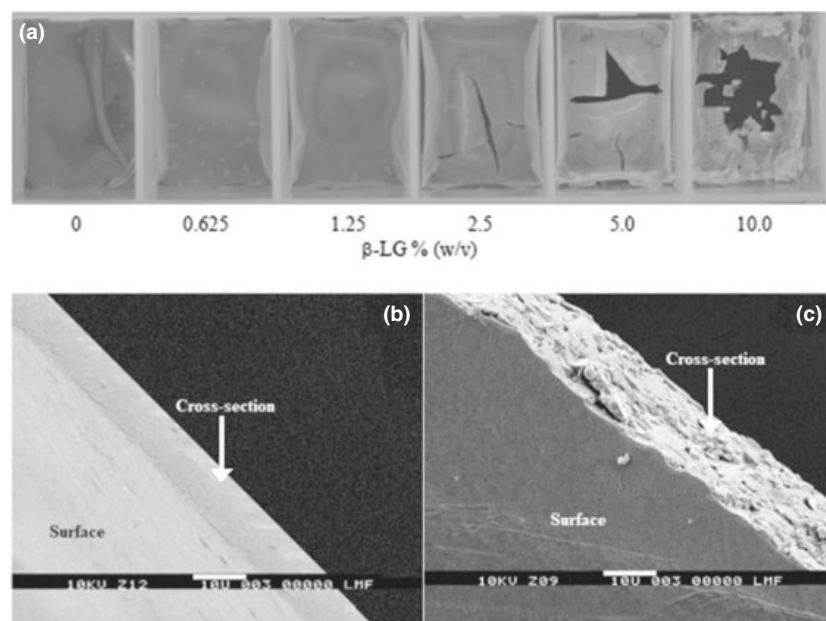 (a)
0 0.625 1.25 2.5 5.0 10.0
β-LG % (w/v)
(b)
Cross-section
Surface
10KV Z12 10U 003 00000 LMF
(c)
Cross-section
Surface
10KV Z09 10U 003 00000 LMF